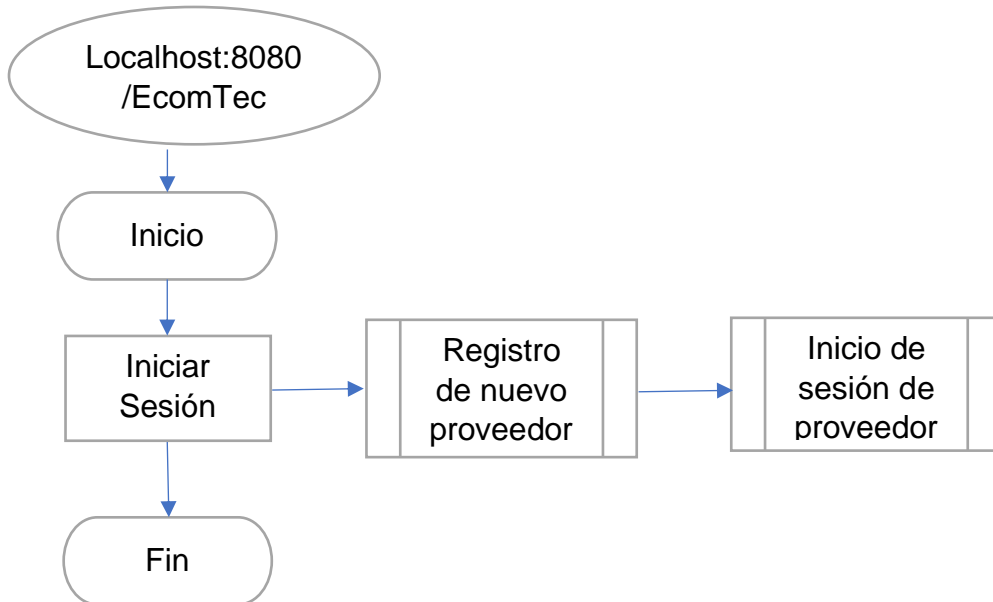 Localhost:8080
/EcomTec
Inicio
Iniciar
Sesión
Registro
de nuevo
proveedor
Inicio de
sesión de
proveedor
Fin